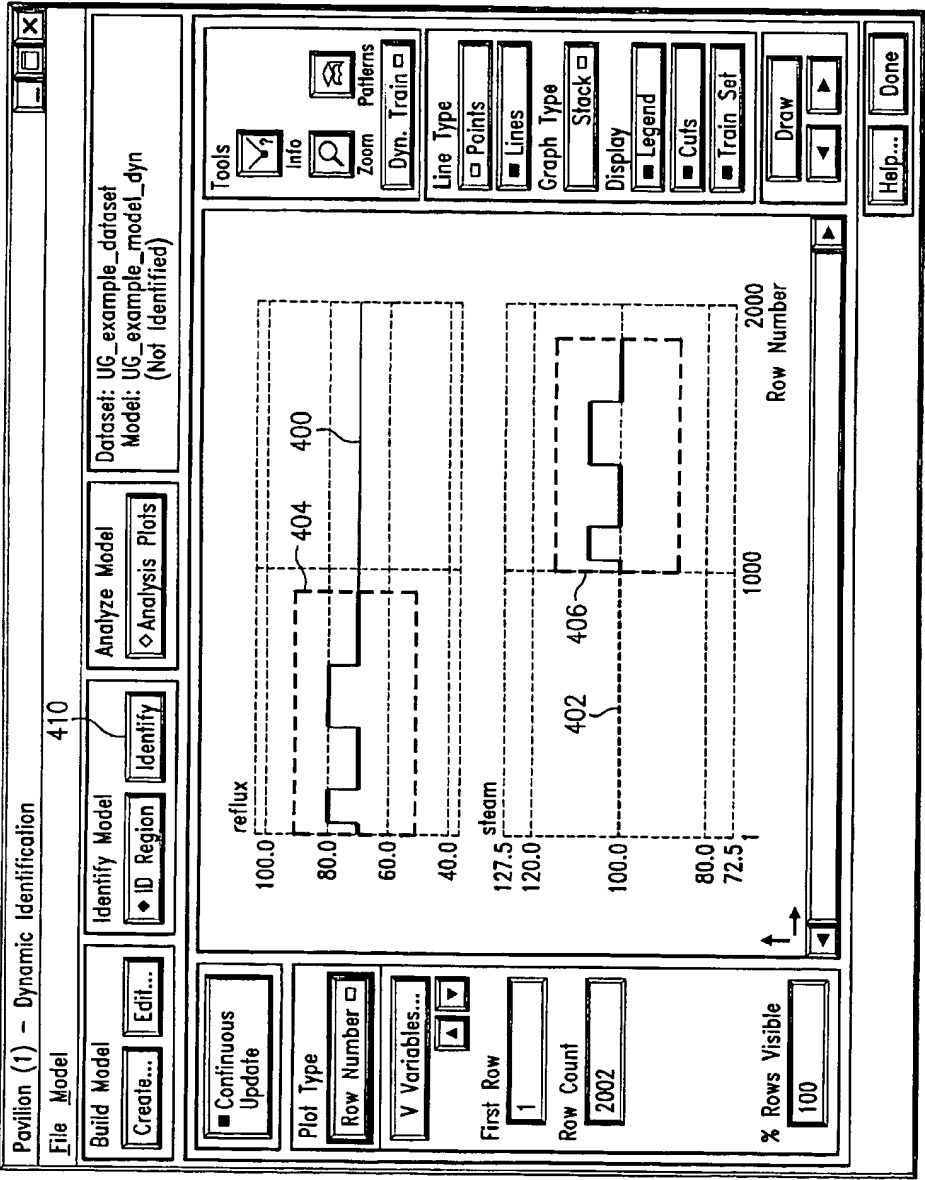 Pavilion (1) – Dynamic Identification
File Model
410
Build Model
Create... Edit...
Identify Model
◆ ID Region Identify
Analyze Model
◇ Analysis Plots
Dataset: UG_example_dataset
Model: UG_example_model_dyn
(Not Identified)
■ Continuous
Update
Plot Type
Row Number
V Variables...
First Row
1
Row Count
2002
% Rows Visible
100
reflux
100.0
80.0
60.0
40.0
404
400
steam
127.5
120.0
100.0
80.0
72.5
402
406
1
1000
2000
Row Number
Tools
Info
Zoom
Patterns
Dyn. Train
Line Type
□ Points
■ Lines
Graph Type
Stack
Display
■ Legend
■ Cuts
■ Train Set
Draw
Help... Done